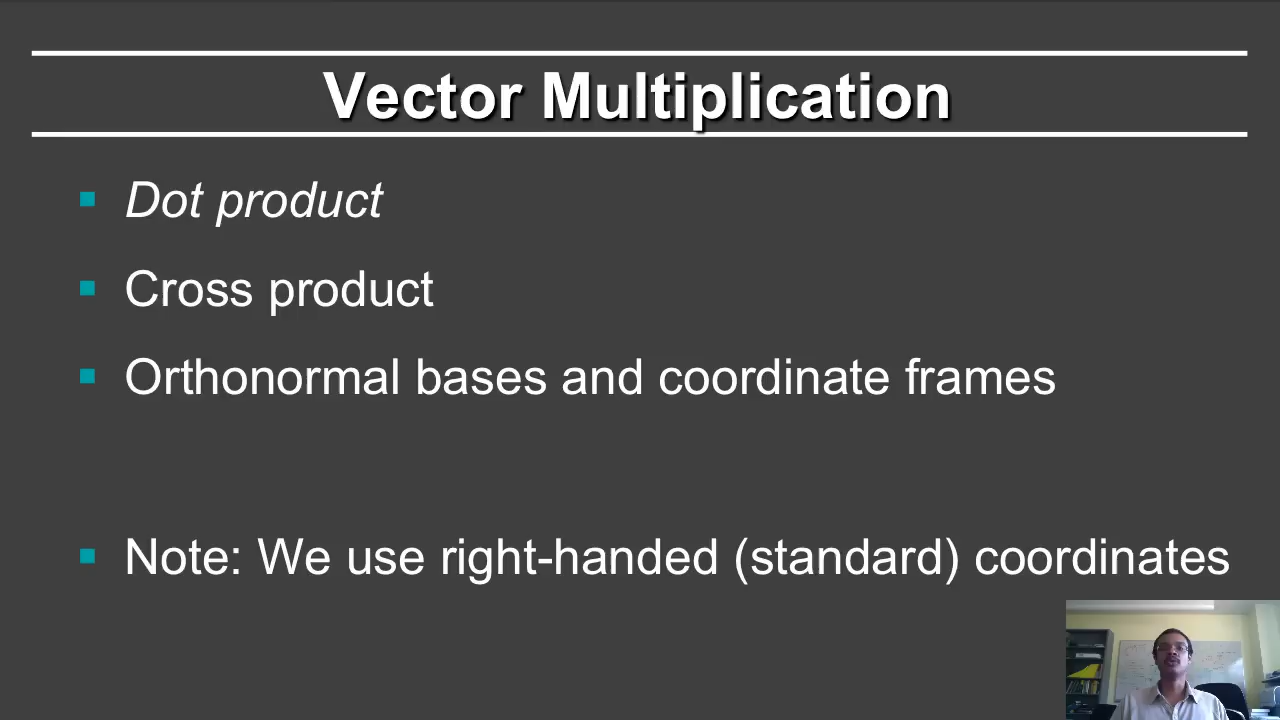 Vector Multiplication
Dot product
Cross product
Orthonormal bases and coordinate frames
Note: We use right-handed (standard) coordinates